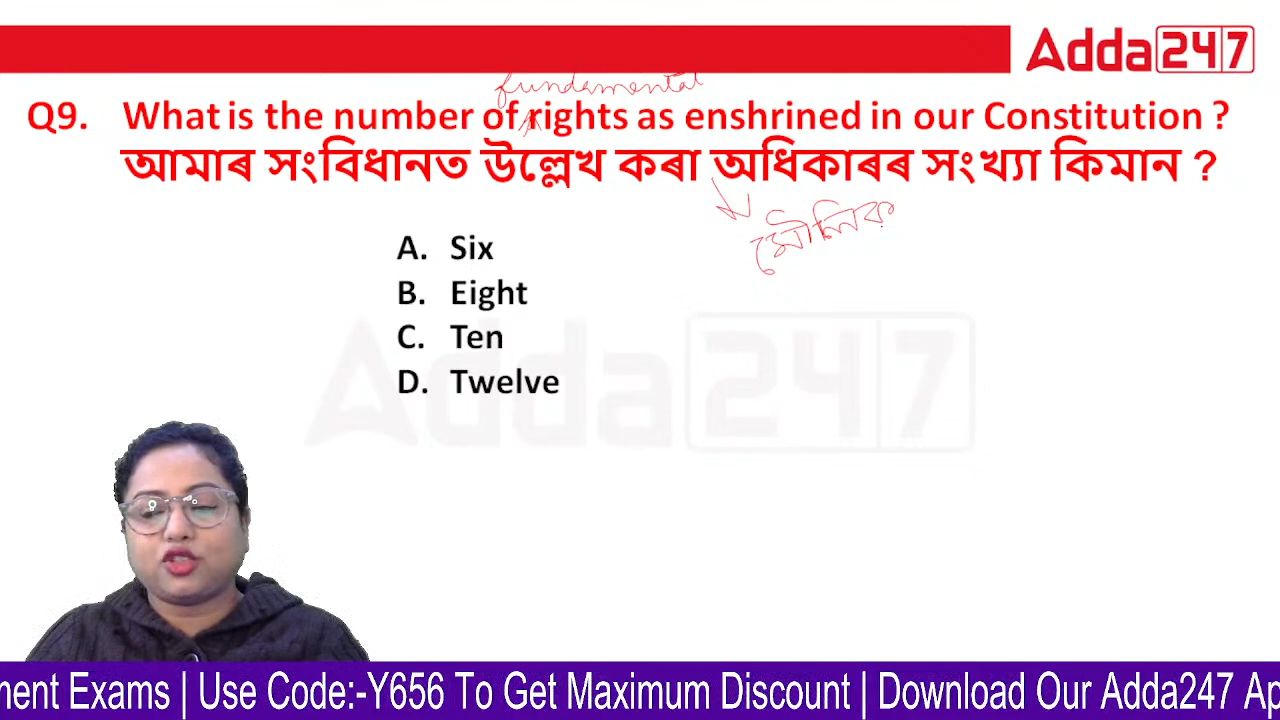 Adda247
fundamental
Q9. What is the number of rights as enshrined in our Constitution ?
আমাৰ সংবিধানত উল্লেখ কৰা অধিকাৰৰ সংখ্যা কিমান ?
মৌলিক
A. Six
B. Eight
C. Ten
D. Twelve
Adda247
ment Exams | Use Code:-Y656 To Get Maximum Discount | Download Our Adda247 Ap